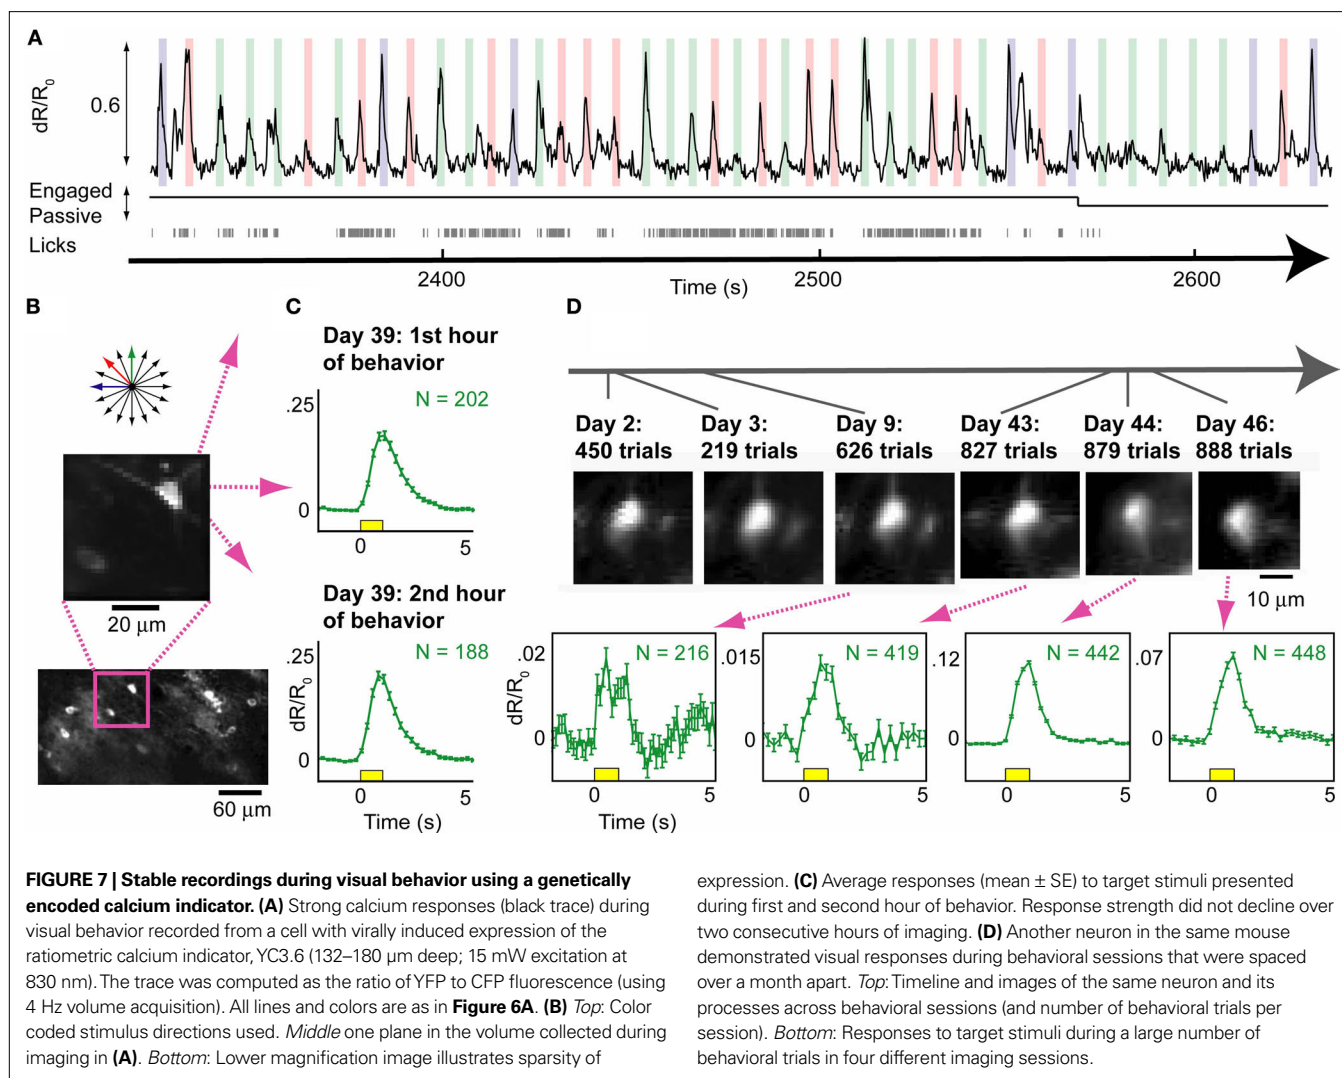 A
dR/R0
0.6
Engaged
Passive
Licks
2400
2500
2600
Time (s)
B
20 µm
60 µm
C
Day 39: 1st hour
of behavior
.25
N = 202
0
0
5
Day 39: 2nd hour
of behavior
.25
N = 188
dR/R0
0
0
5
Time (s)
D
Day 2:
450 trials
Day 3:
219 trials
Day 9:
626 trials
Day 43:
827 trials
Day 44:
879 trials
Day 46:
888 trials
10 µm
.02
N = 216
dR/R0
0
0
5
Time (s)
.015
N = 419
0
0
5
.12
N = 442
0
0
5
.07
N = 448
0
0
5
FIGURE 7 | Stable recordings during visual behavior using a genetically
encoded calcium indicator. (A) Strong calcium responses (black trace) during
visual behavior recorded from a cell with virally induced expression of the
ratiometric calcium indicator, YC3.6 (132–180 µm deep; 15 mW excitation at
830 nm). The trace was computed as the ratio of YFP to CFP fluorescence (using
4 Hz volume acquisition). All lines and colors are as in Figure 6A. (B) Top: Color
coded stimulus directions used. Middle one plane in the volume collected during
imaging in (A). Bottom: Lower magnification image illustrates sparsity of
expression. (C) Average responses (mean ± SE) to target stimuli presented
during first and second hour of behavior. Response strength did not decline over
two consecutive hours of imaging. (D) Another neuron in the same mouse
demonstrated visual responses during behavioral sessions that were spaced
over a month apart. Top: Timeline and images of the same neuron and its
processes across behavioral sessions (and number of behavioral trials per
session). Bottom: Responses to target stimuli during a large number of
behavioral trials in four different imaging sessions.